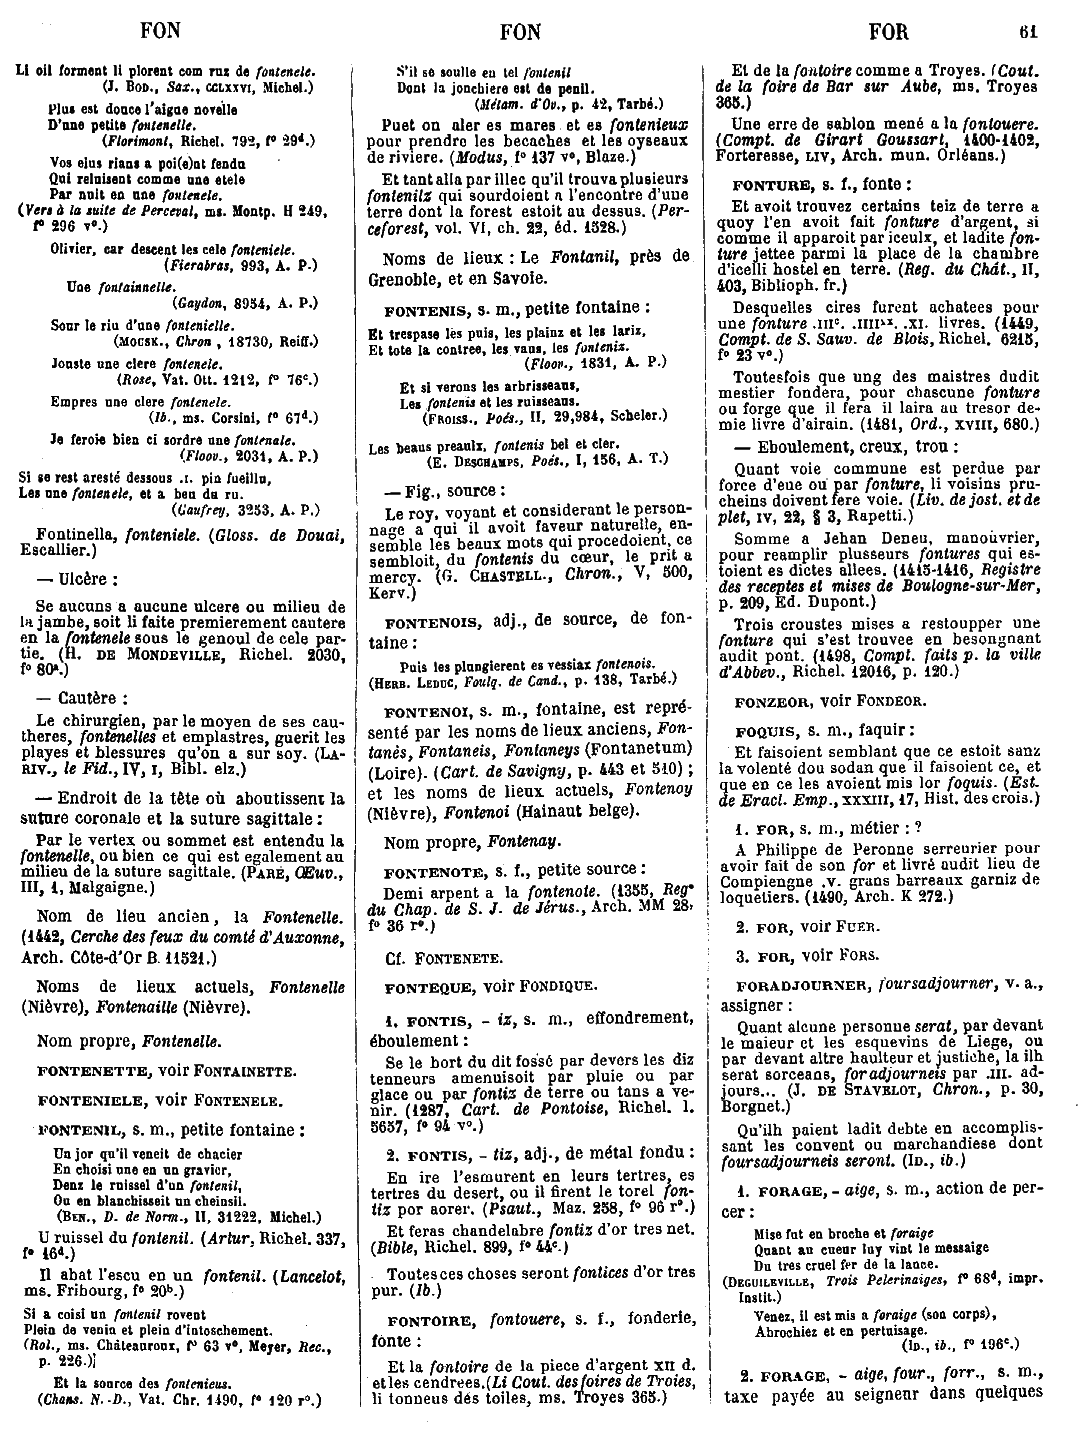 FON
FON
FOR
61
Li oil forment li plorent com ruz de fontenele.
(J. BOD., Sax., CCLXXVI, Michel.)
Plus est donce l'aigue novelle
D'une petite fontenelle.
(Florimont, Richel. 792, f° 29d.)
Vos elus rians a poi(e)nt fendu
Qui reluisent comme une etele
Par nuit en une fontenele.
(Vers à la suite de Perceval, ms. Montp. H 249,
f° 296 v°.)
Olivier, car descent les cele fonteniele.
(Fierabras, 993, A. P.)
Une fontainnelle.
(Gaydon, 8954, A. P.)
Sour le riu d'une fontenielle.
(MOUSK., Chron , 18730, Reiff.)
Jouste une clere fontenele.
(Rose, Vat. Ott. 1212, f° 76c.)
Empres une clere fontenele.
(Ib., ms. Corsini, f° 67d.)
Je feroie bien ci sordre une fontenale.
(Floov., 2031, A. P.)
Si se rest aresté dessous .I. pin fueillu,
Les une fontenele, et a beu du ru.
(Gaufrey, 3253, A. P.)
Fontinella, fonteniele. (Gloss. de Douai,
Escallier.)
— Ulcère :
Se aucuns a aucune ulcere ou milieu de
la jambe, soit li faite premierement cautere
en la fontenele sous le genoul de cele par-
tie. (H. DE MONDEVILLE, Richel. 2030,
f° 80a.)
— Cautère :
Le chirurgien, par le moyen de ses cau-
theres, fontenelles et emplastres, guerit les
playes et blessures qu'on a sur soy. (LA-
RIV., le Fid., IV, I, Bibl. elz.)
— Endroit de la tête où aboutissent la
suture coronale et la suture sagittale :
Par le vertex ou sommet est entendu la
fontenelle, ou bien ce qui est egalement au
milieu de la suture sagittale. (PARÉ, Œuv.,
III, 1, Malgaigne.)
Nom de lieu ancien, la Fontenelle.
(1442, Cerche des feux du comté d'Auxonne,
Arch. Côte-d'Or B. 11521.)
Noms de lieux actuels, Fontenelle
(Nièvre), Fontenaille (Nièvre).
Nom propre, Fontenelle.
FONTENETTE, voir FONTAINETTE.
FONTENIELE, voir FONTENELE.
FONTENIL, s. m., petite fontaine :
Un jor qu'il veneit de chacier
En choisi une en un gravier,
Denz le ruissel d'un fontenil,
Ou en blanchisseit un cheinsil.
(BEN., D. de Norm., II, 31222, Michel.)
U ruissel du fontenil. (Artur, Richel. 337,
f° 16d.)
Il abat l'escu en un fontenil. (Lancelot,
ms. Fribourg, f° 20b.)
Si a coisi un fontenil rovent
Plein de venin et plein d'intoschement.
(Rol., ms. Châteauroux, f° 63 v°, Meyer, Rec.,
p. 226.)
Et la source des fontenieus.
(Chans. N.-D., Vat. Chr. 1490, f° 120 r°.)
S'il se soulle en tel fontenil
Dont la jonchiere est de penil.
(Métam. d'Ov., p. 42, Tarbé.)
Puet on aler es mares et es fontenieux
pour prendre les becaches et les oyseaux
de riviere. (Modus, f° 137 v°, Blaze.)
Et tant alla par illec qu'il trouva plusieurs
fontenilz qui sourdoient a l'encontre d'une
terre dont la forest estoit au dessus. (Per-
ceforest, vol. VI, ch. 22, éd. 1528.)
Noms de lieux : Le Fontanil, près de
Grenoble, et en Savoie.
FONTENIS, s. m., petite fontaine :
Et trespase les puis, les plainz et les lariz,
Et tote la contree, les vans, les fonteniz.
(Floov., 1831, A. P.)
Et si verons les arbrisseaus,
Les fontenis et les ruisseaus.
(FROISS., Poés., II, 29,984, Scheler.)
Les beaus preaulx, fontenis bel et cler.
(E. DESCHAMPS, Poés., I, 156, A. T.)
— Fig., source :
Le roy, voyant et considerant le person-
nage a qui il avoit faveur naturelle, en-
semble les beaux mots qui procedoient, ce
sembloit, du fontenis du cœur, le prit a
mercy. (G. CHASTELL., Chron., V, 500,
Kerv.)
FONTENOIS, adj., de source, de fon-
taine :
Puis les plungierent es vessiax fontenois.
(HERB. LEDUC, Foulq. de Cand., p. 138, Tarbé.)
FONTENOI, s. m., fontaine, est repré-
senté par les noms de lieux anciens, Fon-
tanès, Fontaneis, Fontaneys (Fontanetum)
(Loire). (Cart. de Savigny, p. 443 et 510) ;
et les noms de lieux actuels, Fontenoy
(Nièvre), Fontenoi (Hainaut belge).
Nom propre, Fontenay.
FONTENOTE, s. f., petite source :
Demi arpent a la fontenote. (1355, Reg°
du Chap. de S. J. de Jérus., Arch. MM 28,
f° 36 r°.)
Cf. FONTENETE.
FONTEQUE, voir FONDIQUE.
1. FONTIS, - iz, s. m., effondrement,
éboulement :
Se le bort du dit fossé par devers les diz
tenneurs amenuisoit par pluie ou par
glace ou par fontiz de terre ou tans a ve-
nir. (1287, Cart. de Pontoise, Richel. l.
5657, f° 94 v°.)
2. FONTIS, - tiz, adj., de métal fondu :
En ire l'esmurent en leurs tertres, es
tertres du desert, ou il firent le torel fon-
tiz por aorer. (Psaut., Maz. 258, f° 96 r°.)
Et feras chandelabre fontiz d'or tres net.
(Bible, Richel. 899, f° 44c.)
Toutes ces choses seront fontices d'or tres
pur. (Ib.)
FONTOIRE, fontouere, s. f., fonderie,
fonte :
Et la fontoire de la piece d'argent XII d.
et les cendrees.(Li Cout. des foires de Troies,
li tonneus dés toiles, ms. Troyes 365.)
Et de la fontoire comme a Troyes. (Cout.
de la foire de Bar sur Aube, ms. Troyes
365.)
Une erre de sablon mené a la fontouere.
(Compt. de Girart Goussart, 1400-1402,
Forteresse, LIV, Arch. mun. Orléans.)
FONTURE, s. f., fonte :
Et avoit trouvez certains teiz de terre a
quoy l'en avoit fait fonture d'argent, si
comme il apparoit par iceulx, et ladite fon-
ture jettee parmi la place de la chambre
d'icelli hostel en terre. (Reg. du Chât., II,
403, Biblioph. fr.)
Desquelles cires furent achatees pour
une fonture .IIIc. .IIIIxx. .XI. livres. (1449,
Compt. de S. Sauv. de Blois, Richel. 6215,
f° 23 v°.)
Toutesfois que ung des maistres dudit
mestier fondera, pour chascune fonture
ou forge que il fera il laira au tresor de-
mie livre d'airain. (1481, Ord., XVIII, 680.)
— Eboulement, creux, trou :
Quant voie commune est perdue par
force d'eue ou par fonture, li voisins pru-
cheins doivent fere voie. (Liv. de jost. et de
plet, IV, 22, § 3, Rapetti.)
Somme a Jehan Deneu, manouvrier,
pour reamplir plusseurs fontures qui es-
toient es dictes allees. (1415-1416, Registre
des receptes et mises de Boulogne-sur-Mer,
p. 209, Ed. Dupont.)
Trois croustes mises a restoupper une
fonture qui s'est trouvee en besongnant
audit pont. (1498, Compt. faits p. la ville
d'Abbev., Richel. 12016, p. 120.)
FONZEOR, voir FONDEOR.
FOQUIS, s. m., faquir :
Et faisoient semblant que ce estoit sanz
la volenté dou sodan que il faisoient ce, et
que en ce les avoient mis lor foquis. (Est.
de Eracl. Emp., XXXIII, 17, Hist. des crois.)
1. FOR, s. m., métier : ?
A Philippe de Peronne serreurier pour
avoir fait de son for et livré audit lieu de
Compiengne .V. grans barreaux garniz de
loquetiers. (1490, Arch. K 272.)
2. FOR, voir FUER.
3. FOR, voir FORS.
FORADJOURNER, foursadjourner, v. a.,
assigner :
Quant alcune personue serat, par devant
le maieur et les esquevins de Liege, ou
par devant altre haulteur et justiche, la ilh
serat sorceans, foradjourneis par .III. ad-
jours... (J. DE STAVELOT, Chron., p. 30,
Borgnet.)
Qu'ilh paient ladit debte en accomplis-
sant les convent ou marchandiese dont
foursadjourneis seront. (ID., ib.)
1. FORAGE, - aige, s. m., action de per-
cer :
Mise fut en broche et foraige
Quant au cueur luy vint le messaige
Du tres cruel fer de la lance.
(DEGUILEVILLE, Trois Pelerinaiges, f° 68d, impr.
Instit.)
Venez, il est mis a foraige (son corps),
Abrochiez et en pertuisage.
(ID., ib., f° 196c.)
2. FORAGE, - aige, four., forr., s. m.,
taxe payée au seigneur dans quelques